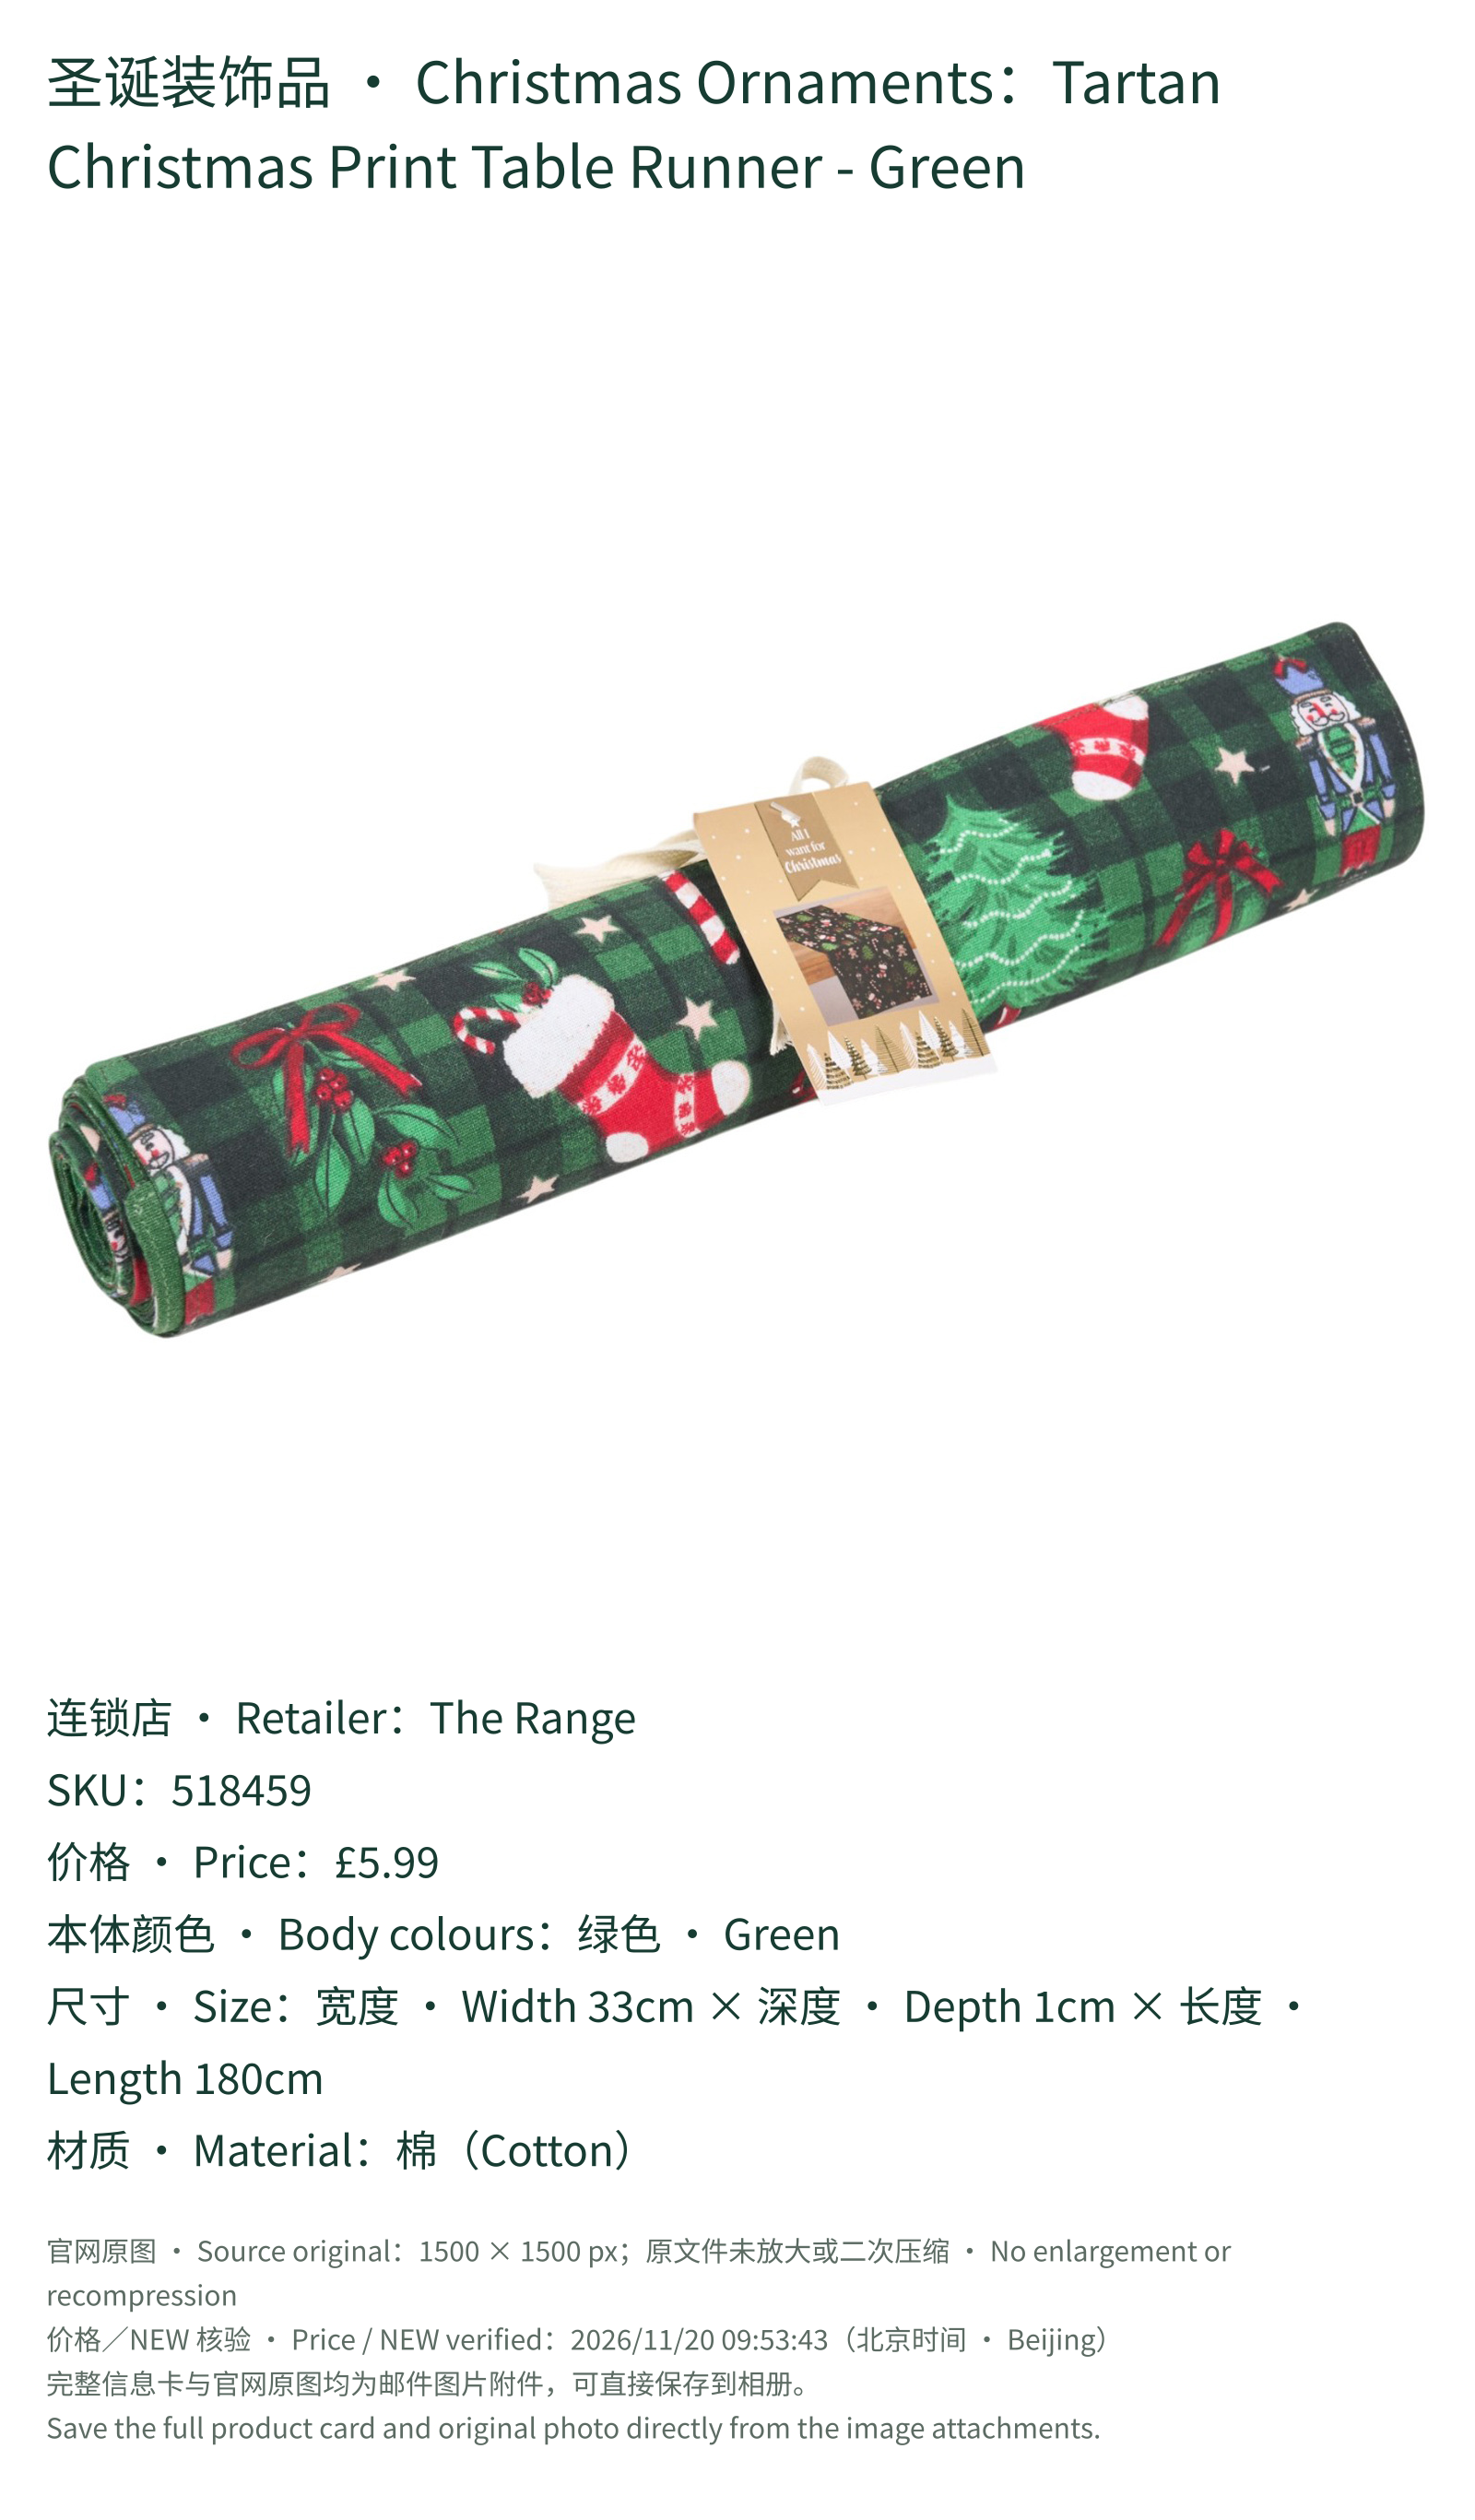 圣诞装饰品 · Christmas Ornaments：Tartan
Christmas Print Table Runner - Green
All I
want for
Christmas
连锁店 · Retailer：The Range
SKU：518459
价格 · Price：£5.99
本体颜色 · Body colours：绿色 · Green
尺寸 · Size：宽度 · Width 33cm × 深度 · Depth 1cm × 长度 ·
Length 180cm
材质 · Material：棉（Cotton）
官网原图 · Source original：1500 × 1500 px；原文件未放大或二次压缩 · No enlargement or
recompression
价格／NEW 核验 · Price / NEW verified：2026/11/20 09:53:43（北京时间 · Beijing）
完整信息卡与官网原图均为邮件图片附件，可直接保存到相册。
Save the full product card and original photo directly from the image attachments.